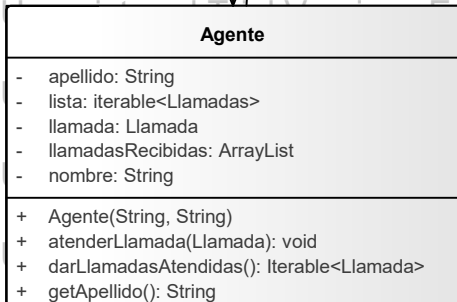 Agente
- apellido: String
- lista: iterable<Llamadas>
- llamada: Llamada
- llamadasRecibidas: ArrayList
- nombre: String
+ Agente(String, String)
+ atenderLlamada(Llamada): void
+ darLlamadasAtendidas(): Iterable<Llamada>
+ getApellido(): String